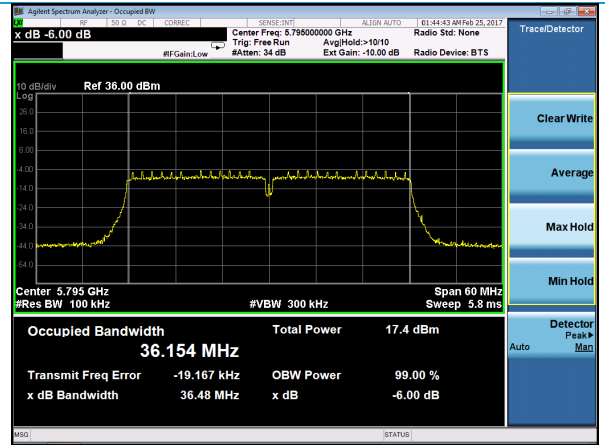 Agilent Spectrum Analyzer - Occupied BW
LXI RF 50 Ω DC CORREC SENSE:INT ALIGN AUTO 01:44:43 AM Feb 25, 2017
x dB -6.00 dB
Center Freq: 5.795000000 GHz Radio Std: None
Trig: Free Run Avg|Hold:>10/10
#IFGain:Low #Atten: 34 dB Ext Gain: -10.00 dB Radio Device: BTS
Trace/Detector
10 dB/div Ref 36.00 dBm
Log
26.0
16.0
6.00
-4.00
-14.0
-24.0
-34.0
-44.0
-54.0
Center 5.795 GHz Span 60 MHz
#Res BW 100 kHz #VBW 300 kHz Sweep 5.8 ms
Occupied Bandwidth Total Power 17.4 dBm
36.154 MHz
Transmit Freq Error -19.167 kHz OBW Power 99.00 %
x dB Bandwidth 36.48 MHz x dB -6.00 dB
Clear Write
Average
Max Hold
Min Hold
Detector
Peak▶
Auto Man
MSG STATUS